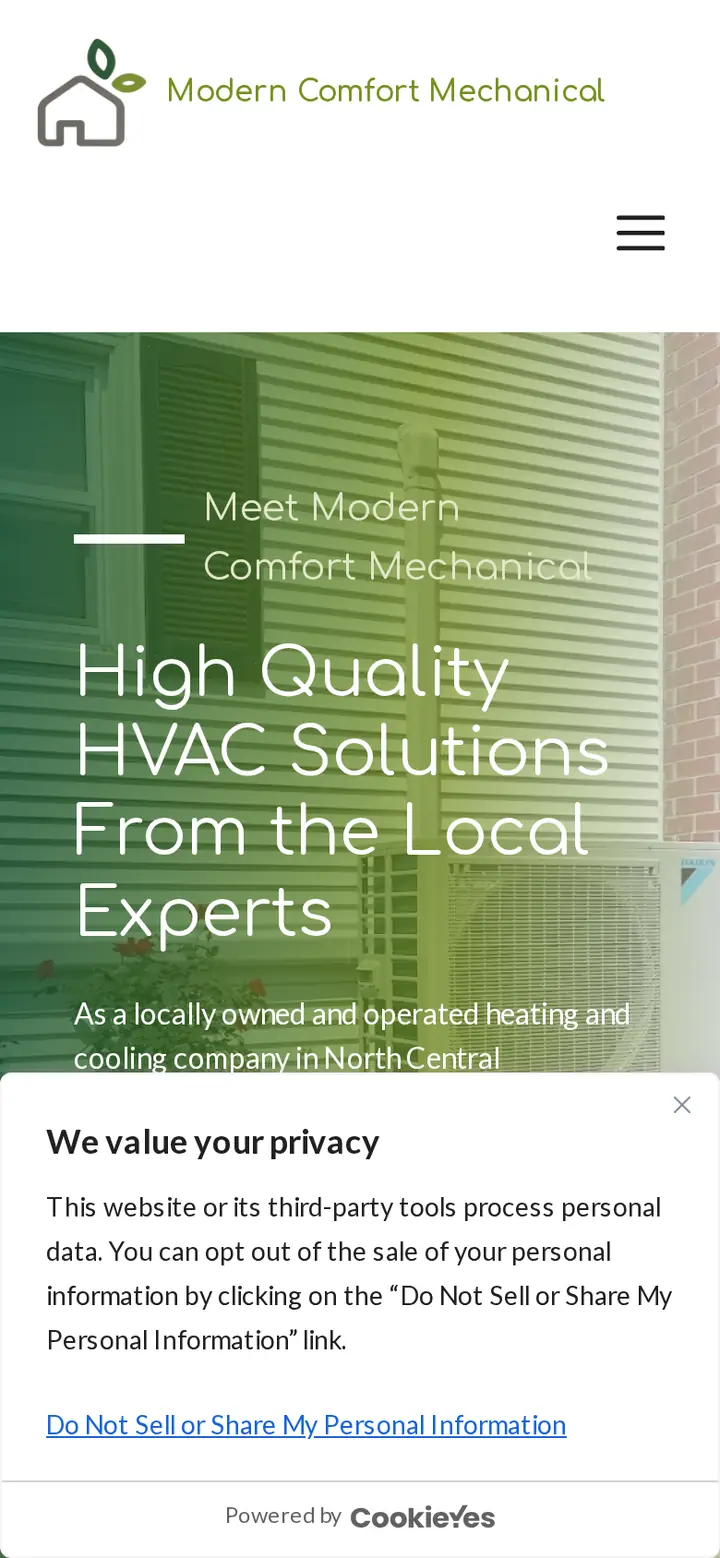 Modern Comfort Mechanical
Meet Modern
Comfort Mechanical
High Quality
HVAC Solutions
From the Local
Experts
DAIKIN
As a locally owned and operated heating and
cooling company in North Central
We value your privacy
This website or its third-party tools process personal
data. You can opt out of the sale of your personal
information by clicking on the “Do Not Sell or Share My
Personal Information” link.
Do Not Sell or Share My Personal Information
Powered by CookieYes